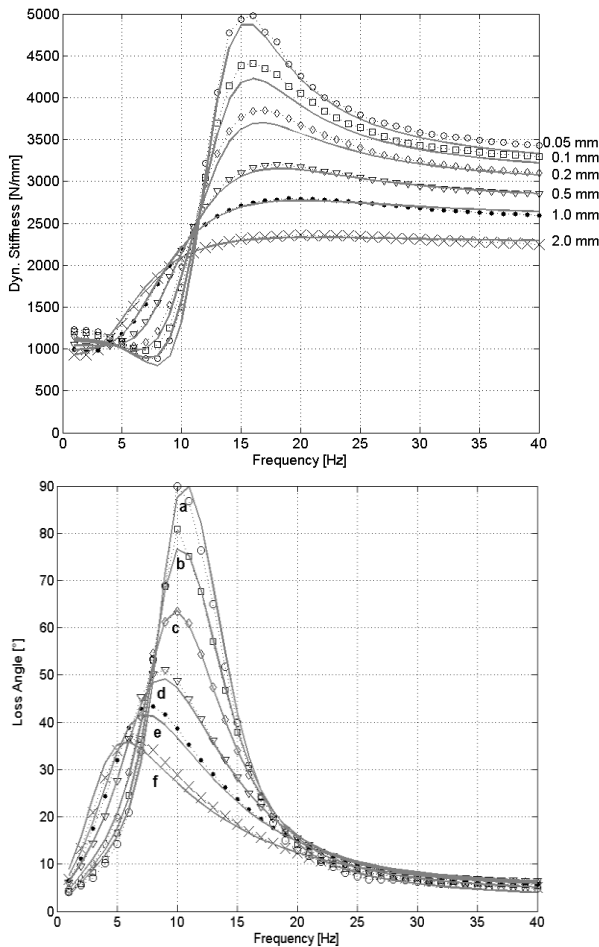 5000
4500
4000
3500
3000
2500
2000
1500
1000
500
0
0.05 mm
0.1 mm
0.2 mm
0.5 mm
1.0 mm
2.0 mm
Dyn. Stiffness [N/mm]
0 5 10 15 20 25 30 35 40
Frequency [Hz]
90
80
70
60
50
40
30
20
10
0
a
b
c
d
e
f
Loss Angle [°]
0 5 10 15 20 25 30 35 40
Frequency [Hz]